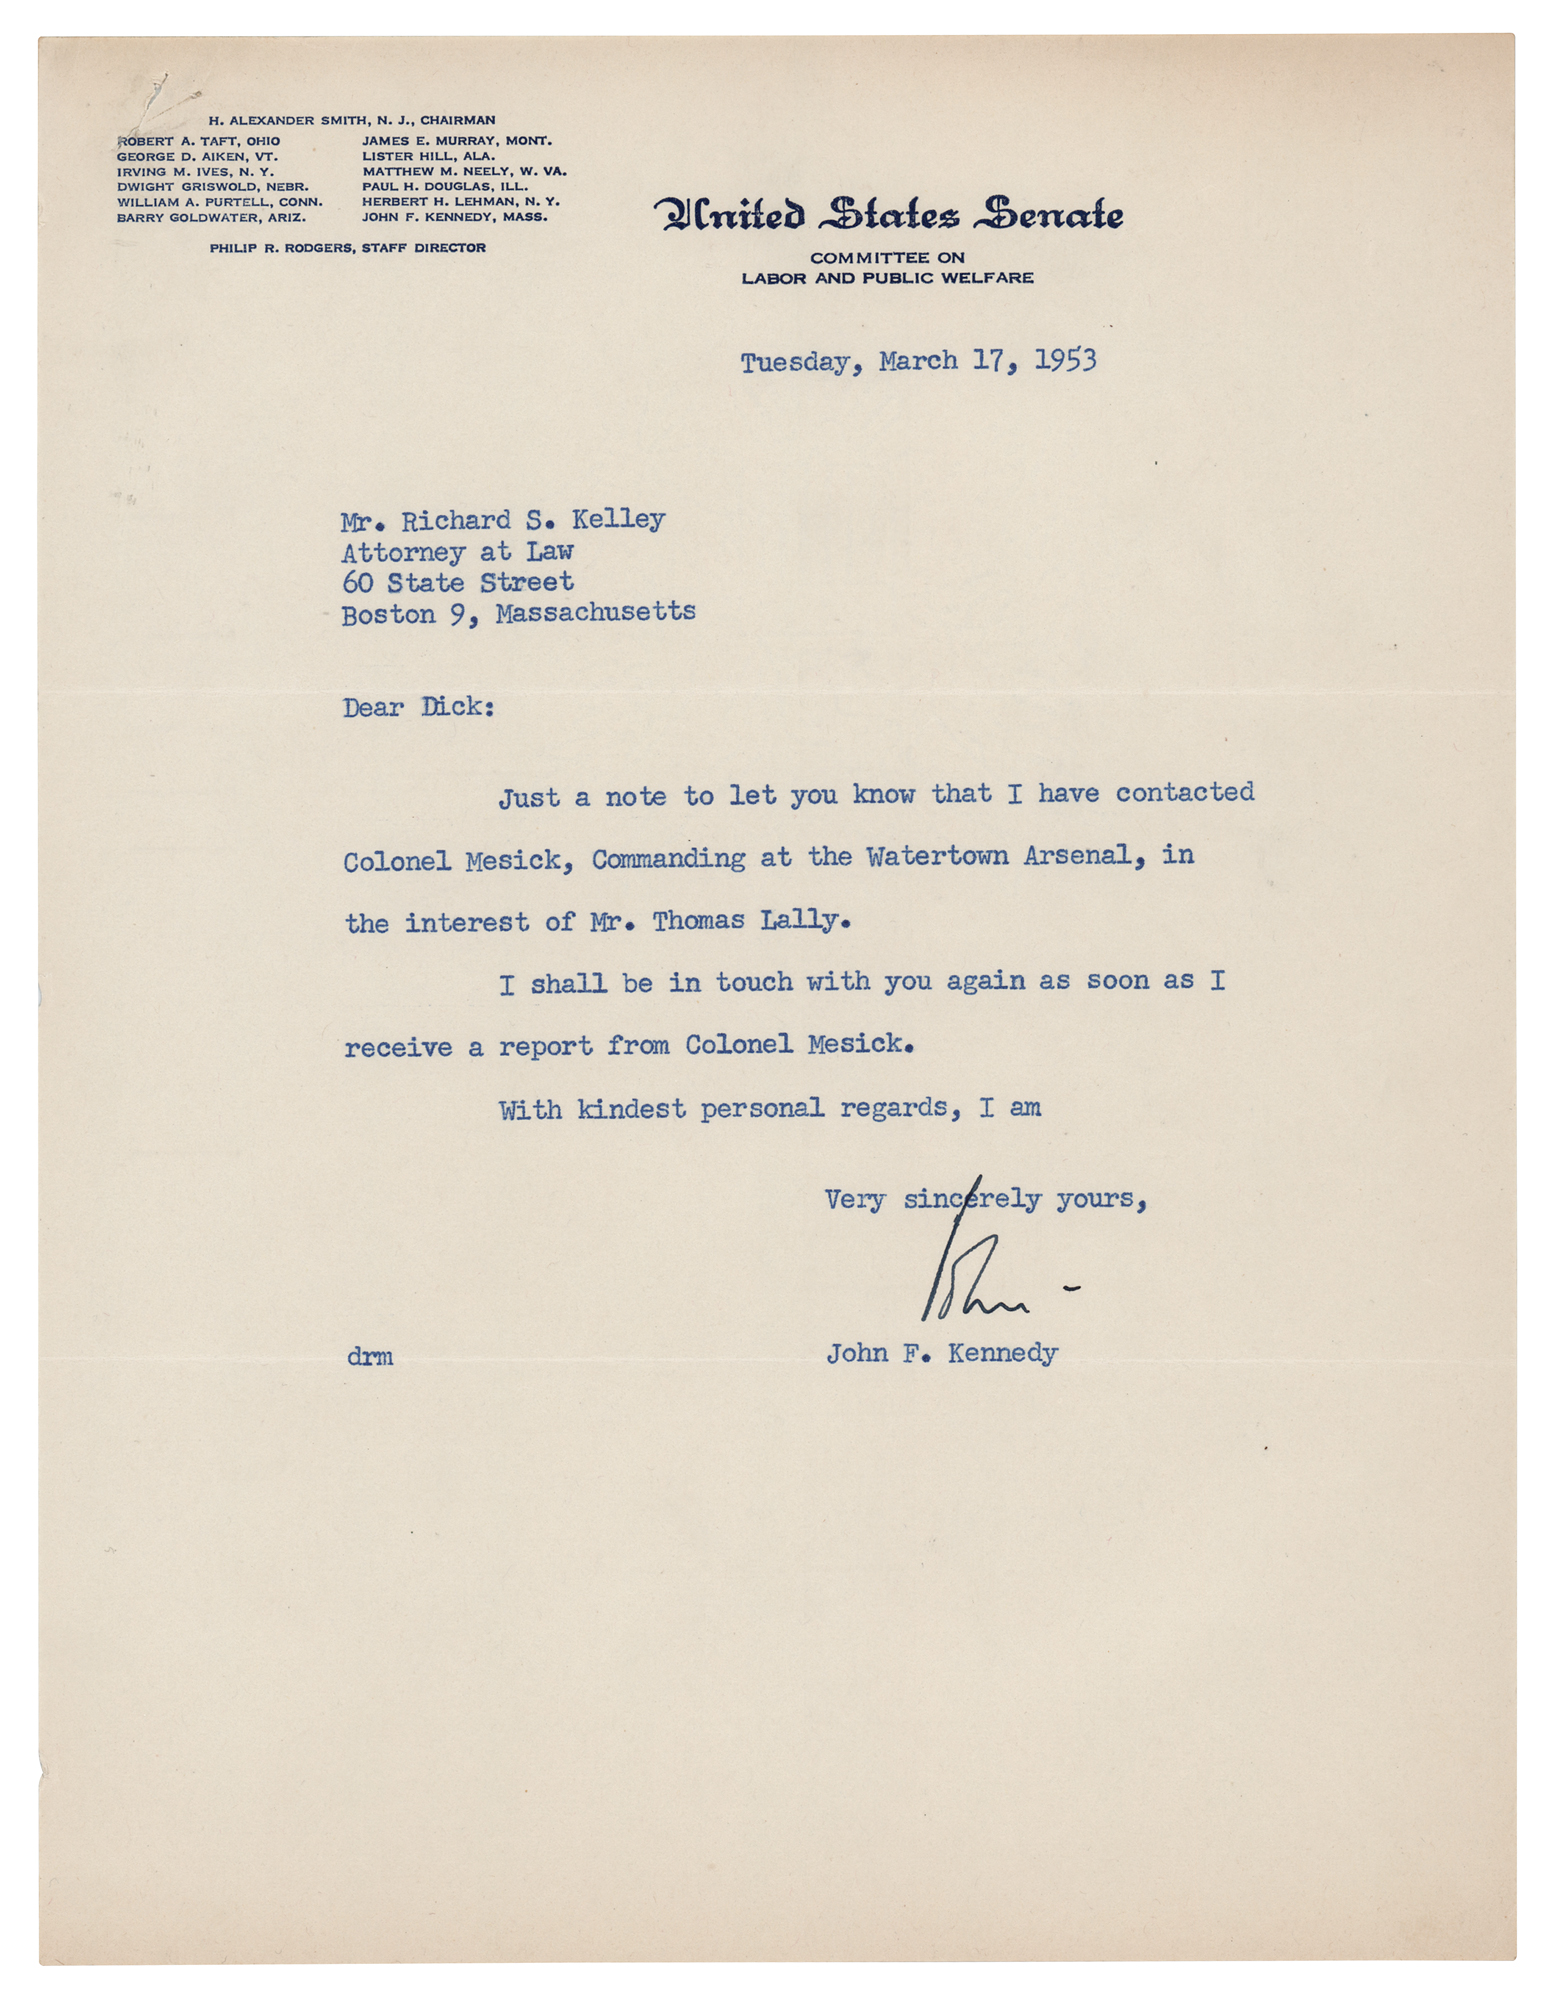 H. ALEXANDER SMITH, N. J., CHAIRMAN
ROBERT A. TAFT, OHIO
GEORGE D. AIKEN, VT.
IRVING M. IVES, N. Y.
DWIGHT GRISWOLD, NEBR.
WILLIAM A. PURTELL, CONN.
BARRY GOLDWATER, ARIZ.
JAMES E. MURRAY, MONT.
LISTER HILL, ALA.
MATTHEW M. NEELY, W. VA.
PAUL H. DOUGLAS, ILL.
HERBERT H. LEHMAN, N. Y.
JOHN F. KENNEDY, MASS.
PHILIP R. RODGERS, STAFF DIRECTOR
United States Senate
COMMITTEE ON
LABOR AND PUBLIC WELFARE
Tuesday, March 17, 1953
Mr. Richard S. Kelley
Attorney at Law
60 State Street
Boston 9, Massachusetts
Dear Dick:
Just a note to let you know that I have contacted
Colonel Mesick, Commanding at the Watertown Arsenal, in
the interest of Mr. Thomas Lally.
I shall be in touch with you again as soon as I
receive a report from Colonel Mesick.
With kindest personal regards, I am
Very sincerely yours,
John -
John F. Kennedy
drm